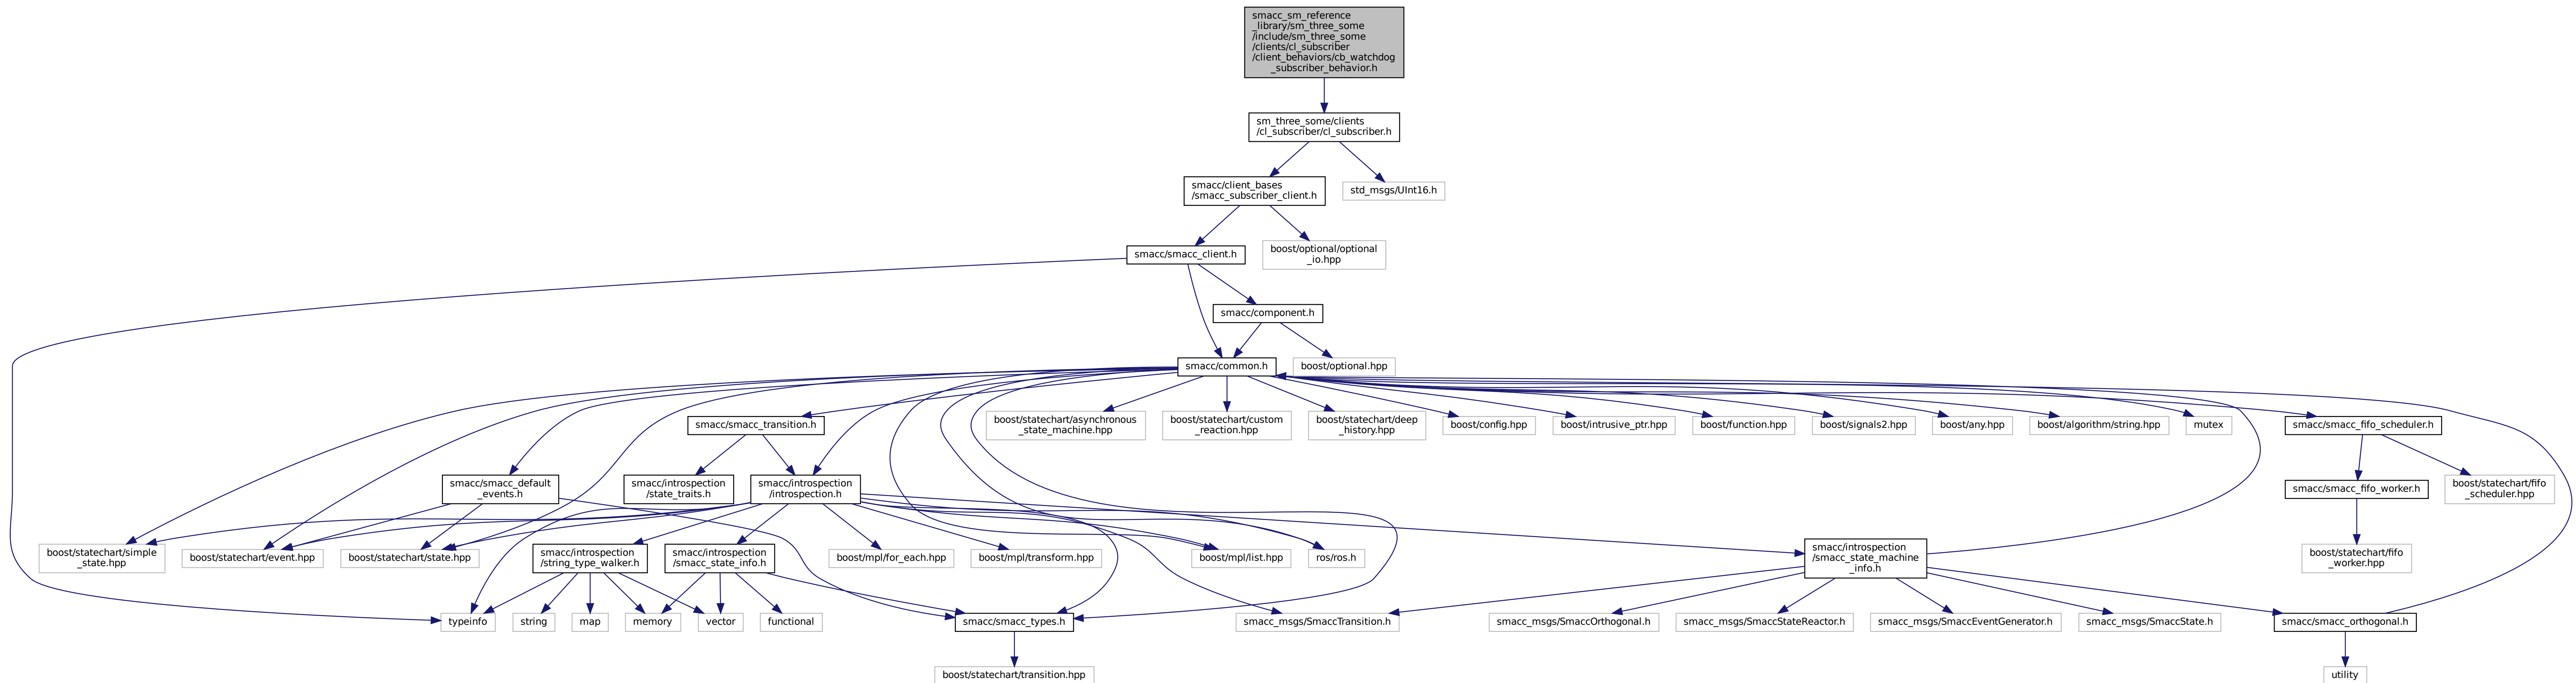 smacc_sm_reference
_library/sm_three_some
/include/sm_three_some
/clients/cl_subscriber
/client_behaviors/cb_watchdog
_subscriber_behavior.h
sm_three_some/clients
/cl_subscriber/cl_subscriber.h
smacc/client_bases
/smacc_subscriber_client.h
std_msgs/UInt16.h
smacc/smacc_client.h
boost/optional/optional
_io.hpp
smacc/component.h
smacc/common.h
boost/optional.hpp
smacc/smacc_transition.h
boost/statechart/asynchronous
_state_machine.hpp
boost/statechart/custom
_reaction.hpp
boost/statechart/deep
_history.hpp
boost/config.hpp
boost/intrusive_ptr.hpp
boost/function.hpp
boost/signals2.hpp
boost/any.hpp
boost/algorithm/string.hpp
mutex
smacc/smacc_fifo_scheduler.h
smacc/smacc_default
_events.h
smacc/introspection
/state_traits.h
smacc/introspection
/introspection.h
smacc/smacc_fifo_worker.h
boost/statechart/fifo
_scheduler.hpp
boost/statechart/simple
_state.hpp
boost/statechart/event.hpp
boost/statechart/state.hpp
smacc/introspection
/string_type_walker.h
smacc/introspection
/smacc_state_info.h
boost/mpl/for_each.hpp
boost/mpl/transform.hpp
boost/mpl/list.hpp
ros/ros.h
smacc/introspection
/smacc_state_machine
_info.h
boost/statechart/fifo
_worker.hpp
typeinfo
string
map
memory
vector
functional
smacc/smacc_types.h
smacc_msgs/SmaccTransition.h
smacc_msgs/SmaccOrthogonal.h
smacc_msgs/SmaccStateReactor.h
smacc_msgs/SmaccEventGenerator.h
smacc_msgs/SmaccState.h
smacc/smacc_orthogonal.h
boost/statechart/transition.hpp
utility